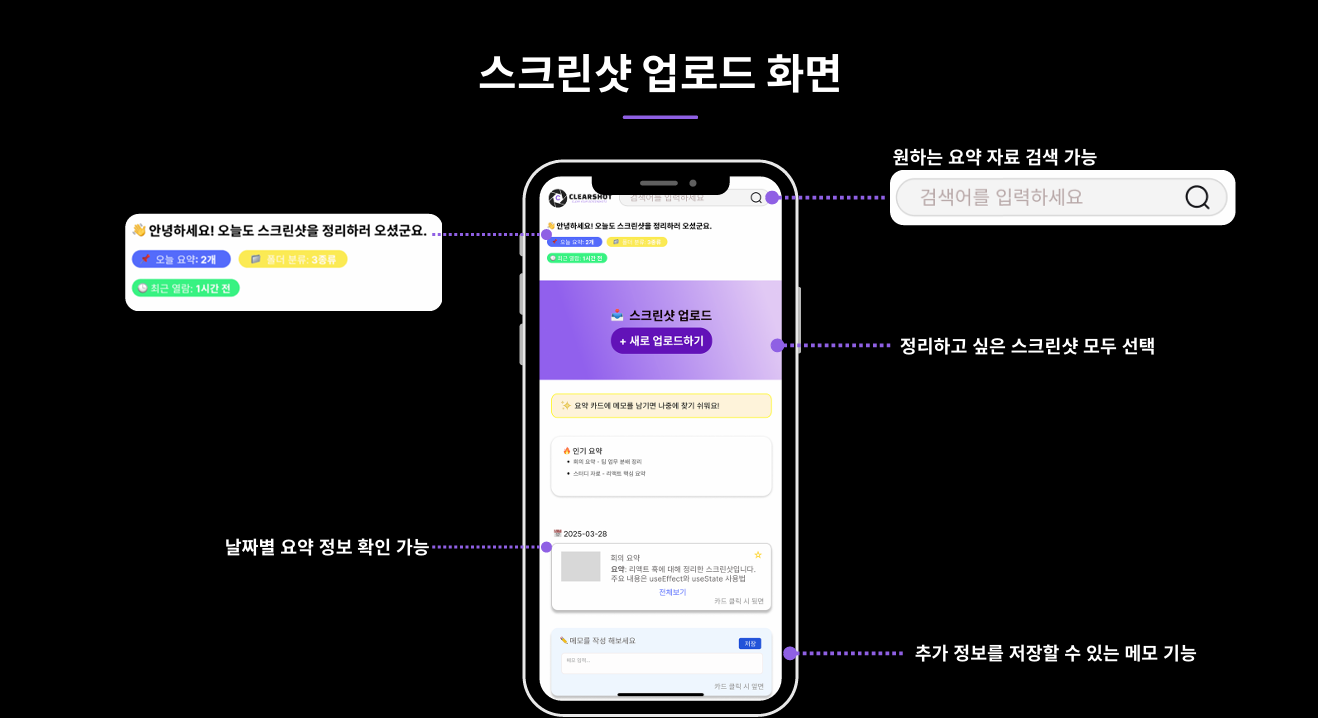 스크린샷 업로드 화면
원하는 요약 자료 검색 가능
검색어를 입력하세요
👋 안녕하세요! 오늘도 스크린샷을 정리하러 오셨군요.
📌 오늘 요약: 2개
폴더 분류: 3종류
최근 열람: 1시간 전
CLEARSHOT
검색어를 입력하세요
👋 안녕하세요! 오늘도 스크린샷을 정리하러 오셨군요.
📌 오늘 요약: 2개
폴더 분류: 3종류
최근 열람: 1시간 전
📤 스크린샷 업로드
+ 새로 업로드하기
정리하고 싶은 스크린샷 모두 선택
✨ 요약 카드에 메모를 남기면 나중에 찾기 쉬워요!
🔥 인기 요약
• 회의 요약 - 팀 업무 분배 정리
• 스터디 자료 - 리액트 핵심 요약
📅 2025-03-28
날짜별 요약 정보 확인 가능
회의 요약
요약: 리액트 훅에 대해 정리한 스크린샷입니다.
주요 내용은 useEffect와 useState 사용법
전체보기
카드 클릭 시 뒷면
✏️ 메모를 작성 해보세요
저장
메모 입력...
카드 클릭 시 앞면
추가 정보를 저장할 수 있는 메모 기능